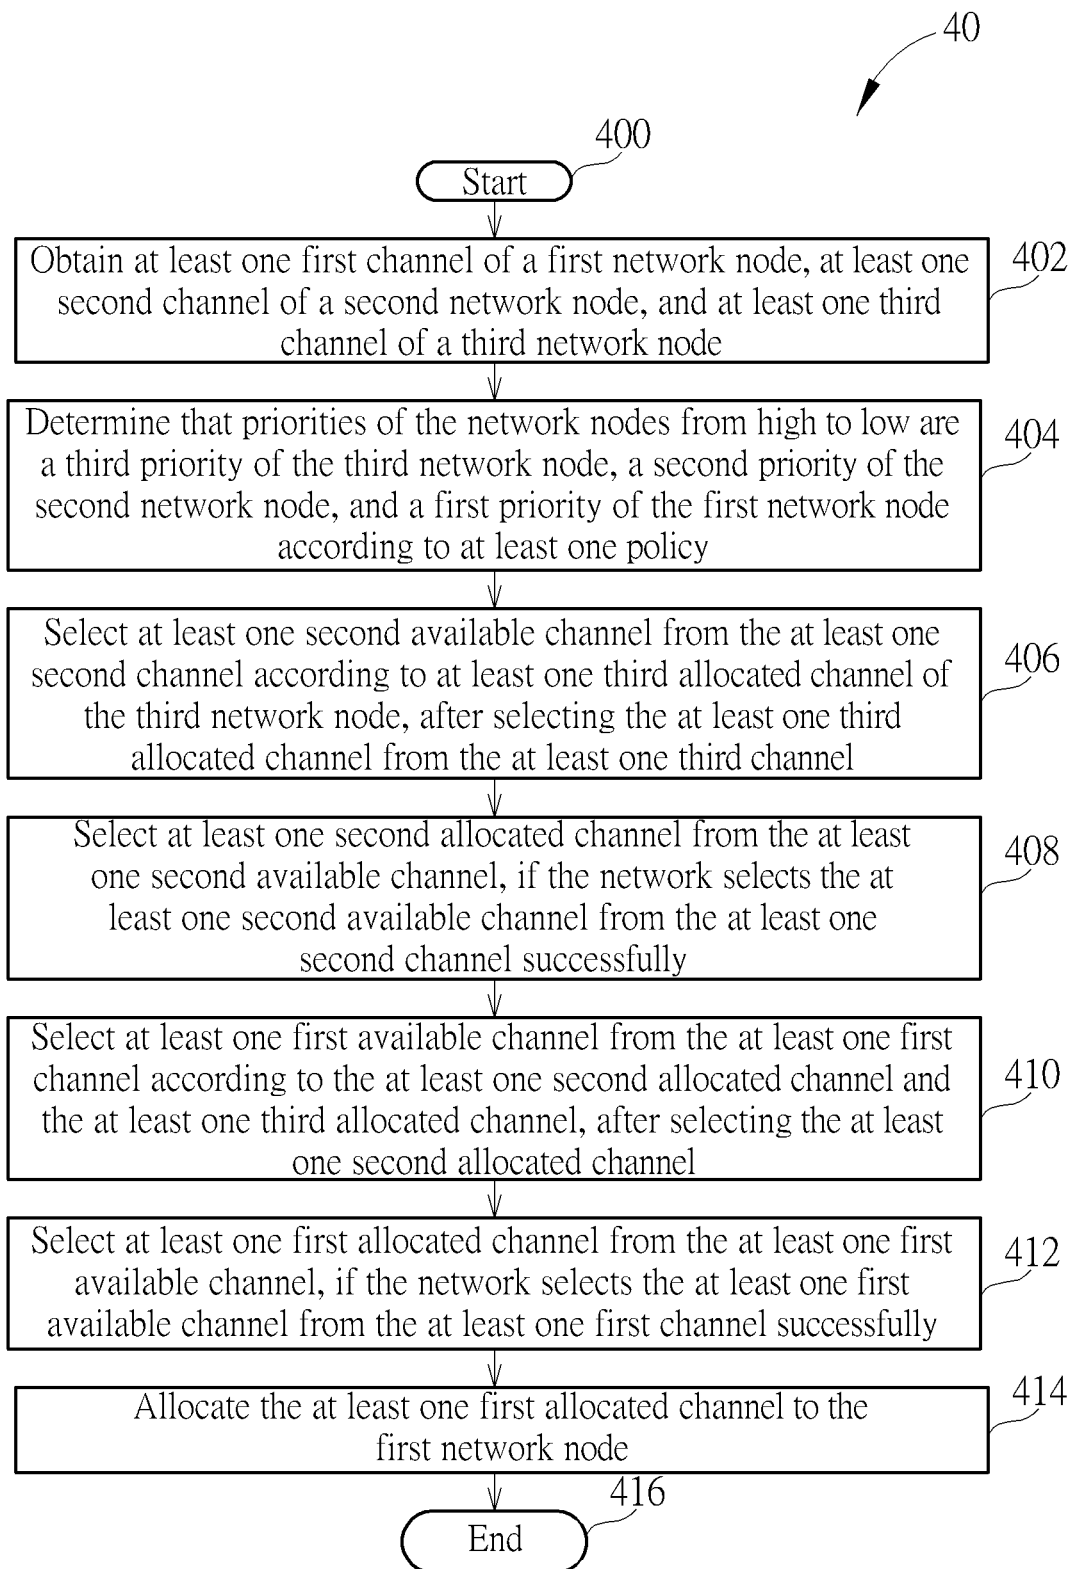 40
400
Start
Obtain at least one first channel of a first network node, at least one
second channel of a second network node, and at least one third
channel of a third network node
402
Determine that priorities of the network nodes from high to low are
a third priority of the third network node, a second priority of the
second network node, and a first priority of the first network node
according to at least one policy
404
Select at least one second available channel from the at least one
second channel according to at least one third allocated channel of
the third network node, after selecting the at least one third
allocated channel from the at least one third channel
406
Select at least one second allocated channel from the at least
one second available channel, if the network selects the at
least one second available channel from the at least one
second channel successfully
408
Select at least one first available channel from the at least one first
channel according to the at least one second allocated channel and
the at least one third allocated channel, after selecting the at least
one second allocated channel
410
Select at least one first allocated channel from the at least one first
available channel, if the network selects the at least one first
available channel from the at least one first channel successfully
412
Allocate the at least one first allocated channel to the
first network node
414
416
End